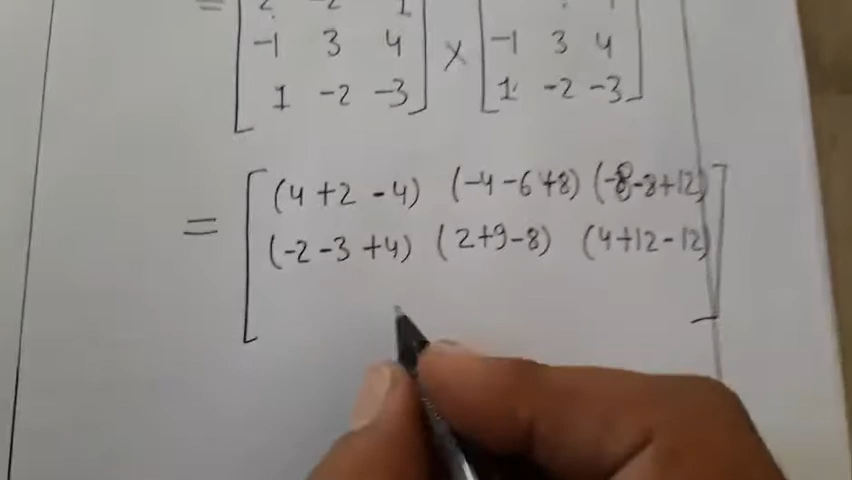 -1 3 4 × -1 3 4
1 -2 -3 1 -2 -3
= (4+2-4) (-4-6+8) (-8-8+12)
(-2-3+4) (2+9-8) (4+12-12)